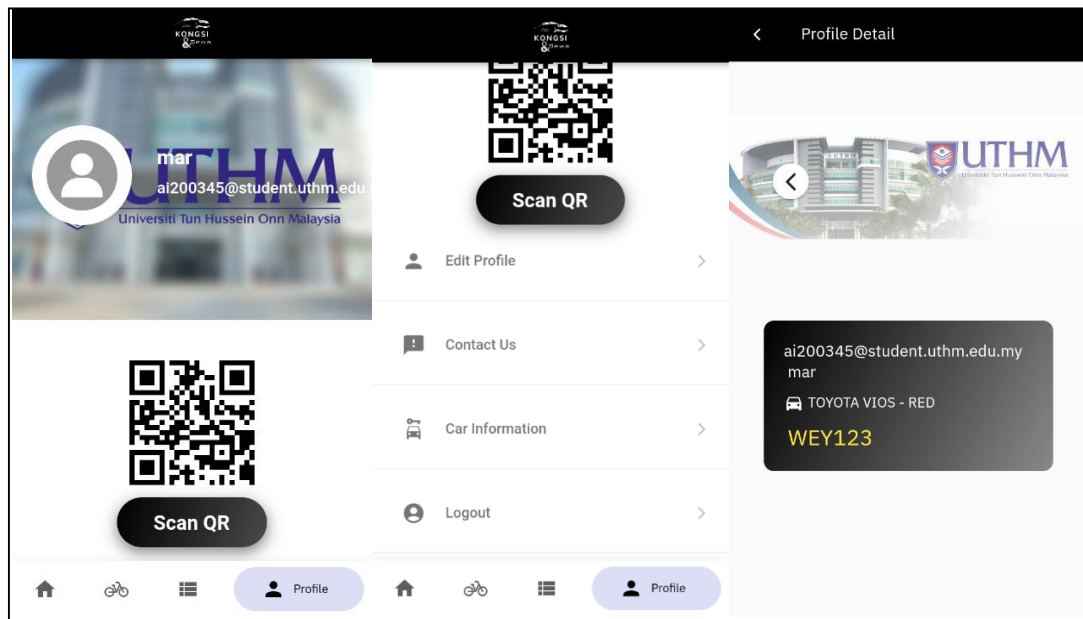 KONGSI
&Sewa
mar
ai200345@student.uthm.edu.
UTHM
Universiti Tun Hussein Onn Malaysia
Scan QR
Profile
KONGSI
&Sewa
Scan QR
Edit Profile
Contact Us
Car Information
Logout
Profile
Profile Detail
UTHM
Universiti Tun Hussein Onn Malaysia
ai200345@student.uthm.edu.my
mar
TOYOTA VIOS - RED
WEY123